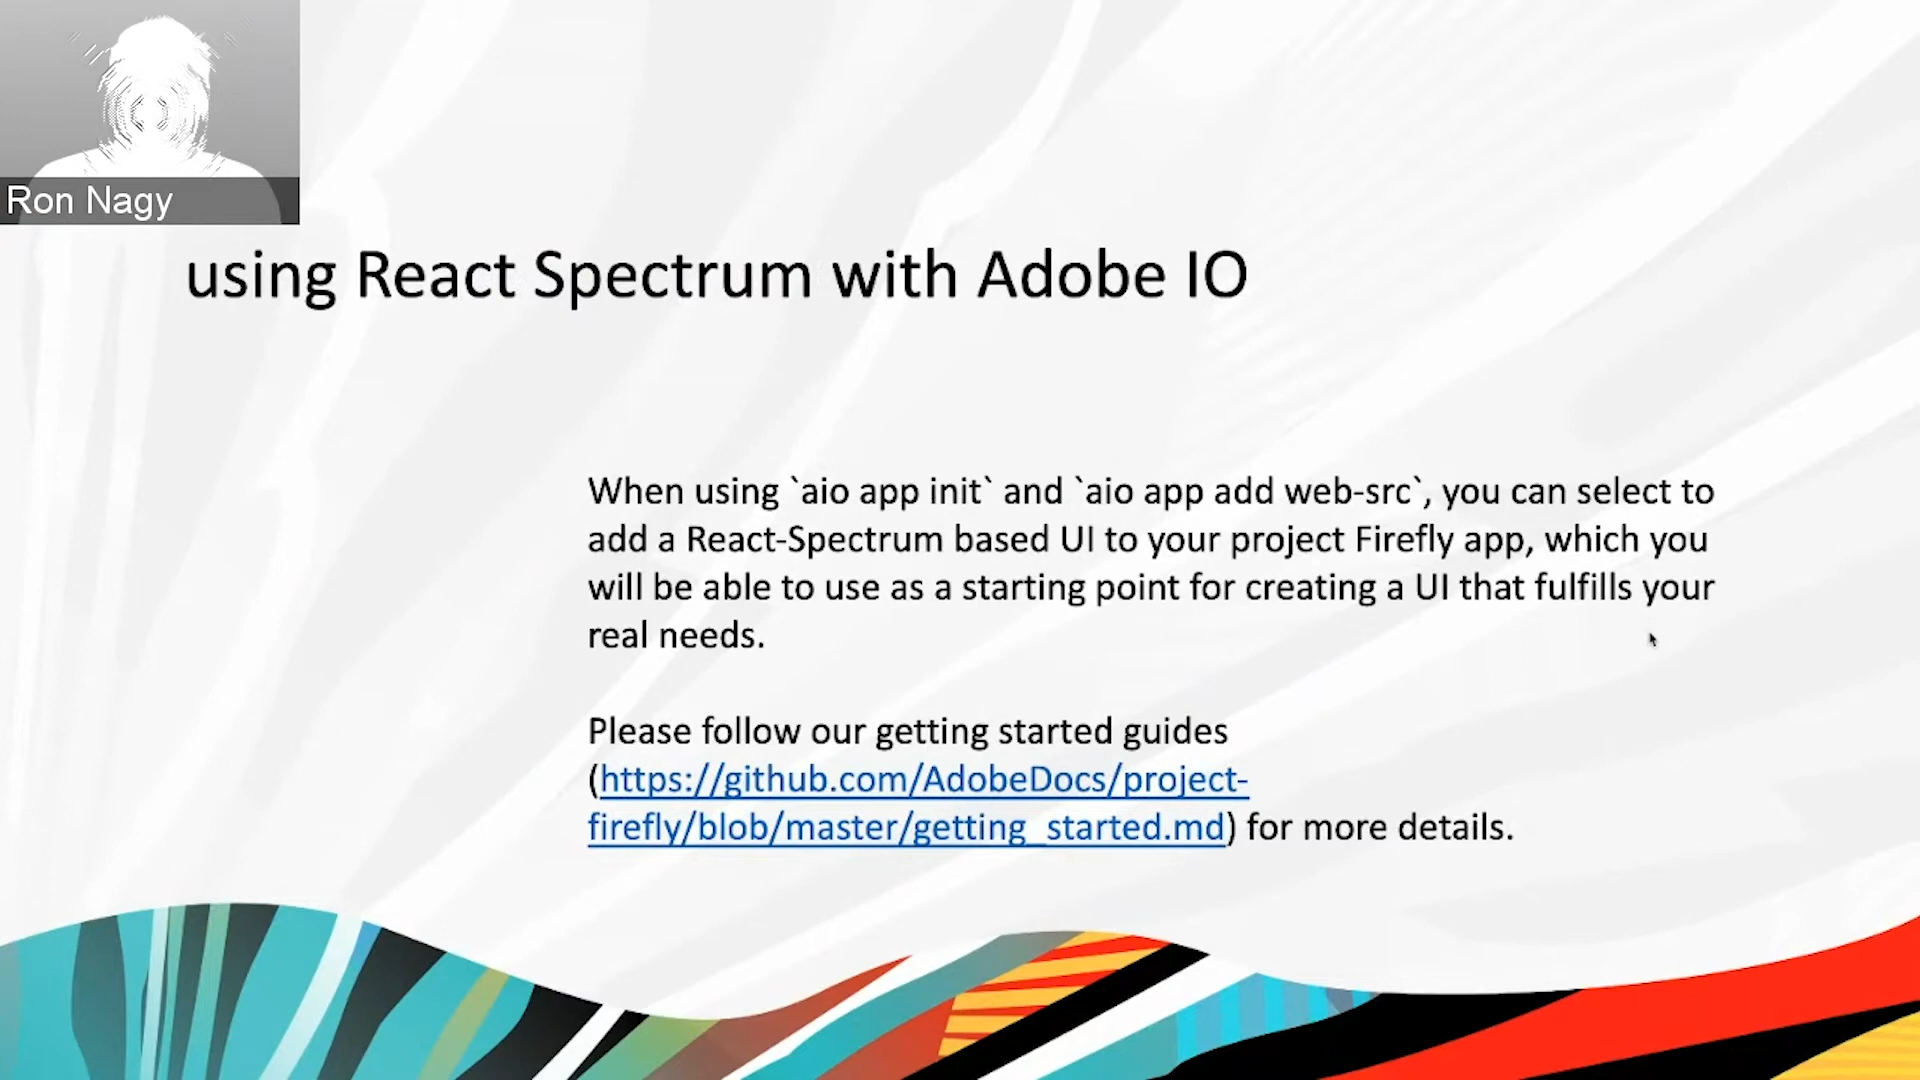 Ron Nagy
using React Spectrum with Adobe IO
When using `aio app init` and `aio app add web-src`, you can select to
add a React-Spectrum based UI to your project Firefly app, which you
will be able to use as a starting point for creating a UI that fulfills your
real needs.
Please follow our getting started guides
(https://github.com/AdobeDocs/project-
firefly/blob/master/getting_started.md) for more details.